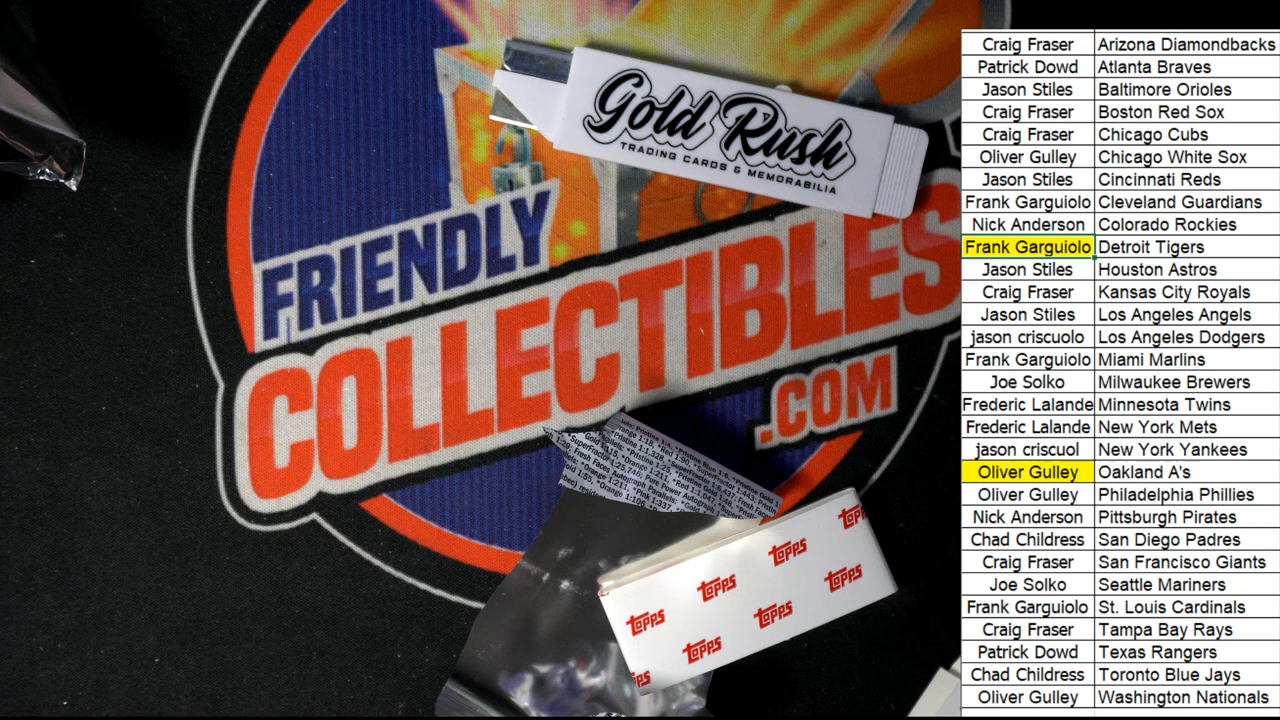 Gold Rush
TRADING CARDS & MEMORABILIA
FRIENDLY
COLLECTIBLES
.COM
TOPPS
TOPPS
TOPPS
TOPPS
TOPPS
TOPPS
TOPPS
Craig Fraser Arizona Diamondbacks
Patrick Dowd Atlanta Braves
Jason Stiles Baltimore Orioles
Craig Fraser Boston Red Sox
Craig Fraser Chicago Cubs
Oliver Gulley Chicago White Sox
Jason Stiles Cincinnati Reds
Frank Garguiolo Cleveland Guardians
Nick Anderson Colorado Rockies
Frank Garguiolo Detroit Tigers
Jason Stiles Houston Astros
Craig Fraser Kansas City Royals
Jason Stiles Los Angeles Angels
jason criscuolo Los Angeles Dodgers
Frank Garguiolo Miami Marlins
Joe Solko Milwaukee Brewers
Frederic Lalande Minnesota Twins
Frederic Lalande New York Mets
jason criscuol New York Yankees
Oliver Gulley Oakland A's
Oliver Gulley Philadelphia Phillies
Nick Anderson Pittsburgh Pirates
Chad Childress San Diego Padres
Craig Fraser San Francisco Giants
Joe Solko Seattle Mariners
Frank Garguiolo St. Louis Cardinals
Craig Fraser Tampa Bay Rays
Patrick Dowd Texas Rangers
Chad Childress Toronto Blue Jays
Oliver Gulley Washington Nationals